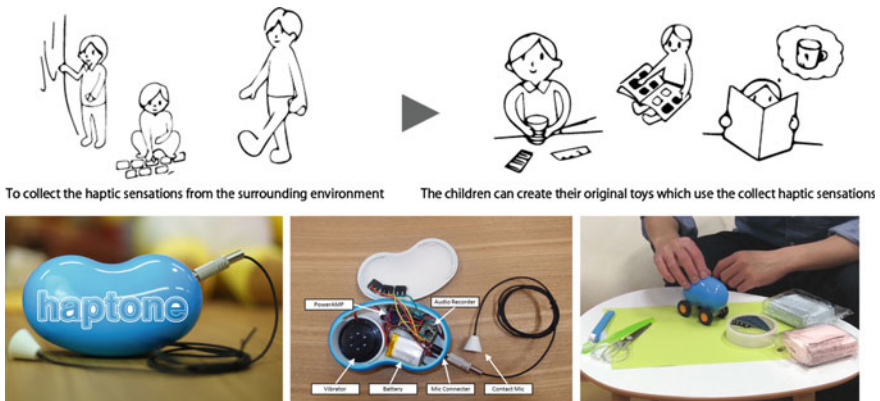 To collect the haptic sensations from the surrounding environment
The children can create their original toys which use the collect haptic sensations
haptone
PowerAMP
Audio Recorder
Vibrator
Battery
Mic Connecter
Contact Mic